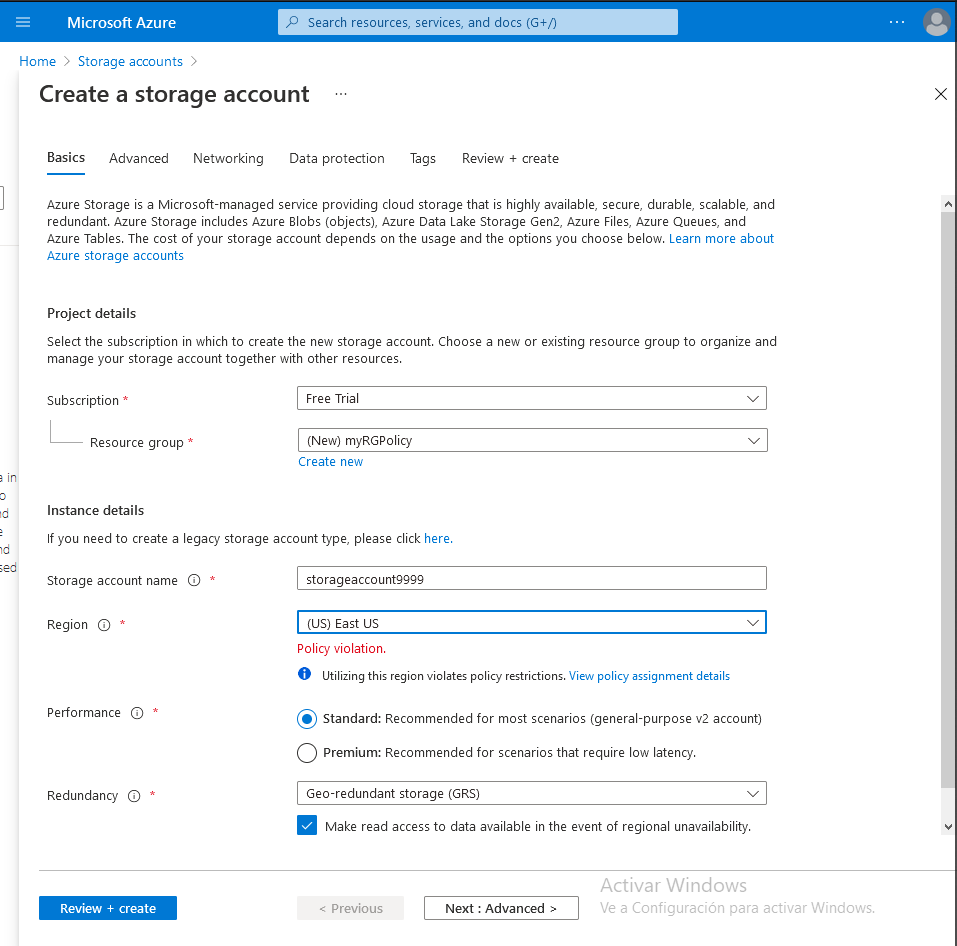 Microsoft Azure
Search resources, services, and docs (G+/)
...
Home > Storage accounts >
Create a storage account ...
Basics Advanced Networking Data protection Tags Review + create
Azure Storage is a Microsoft-managed service providing cloud storage that is highly available, secure, durable, scalable, and
redundant. Azure Storage includes Azure Blobs (objects), Azure Data Lake Storage Gen2, Azure Files, Azure Queues, and
Azure Tables. The cost of your storage account depends on the usage and the options you choose below. Learn more about
Azure storage accounts
Project details
Select the subscription in which to create the new storage account. Choose a new or existing resource group to organize and
manage your storage account together with other resources.
Subscription *
Free Trial
Resource group *
(New) myRGPolicy
Create new
Instance details
If you need to create a legacy storage account type, please click here.
Storage account name *
storageaccount9999
Region *
(US) East US
Policy violation.
Utilizing this region violates policy restrictions. View policy assignment details
Performance *
Standard: Recommended for most scenarios (general-purpose v2 account)
Premium: Recommended for scenarios that require low latency.
Redundancy *
Geo-redundant storage (GRS)
Make read access to data available in the event of regional unavailability.
Review + create
< Previous
Next : Advanced >
Activar Windows
Ve a Configuración para activar Windows.